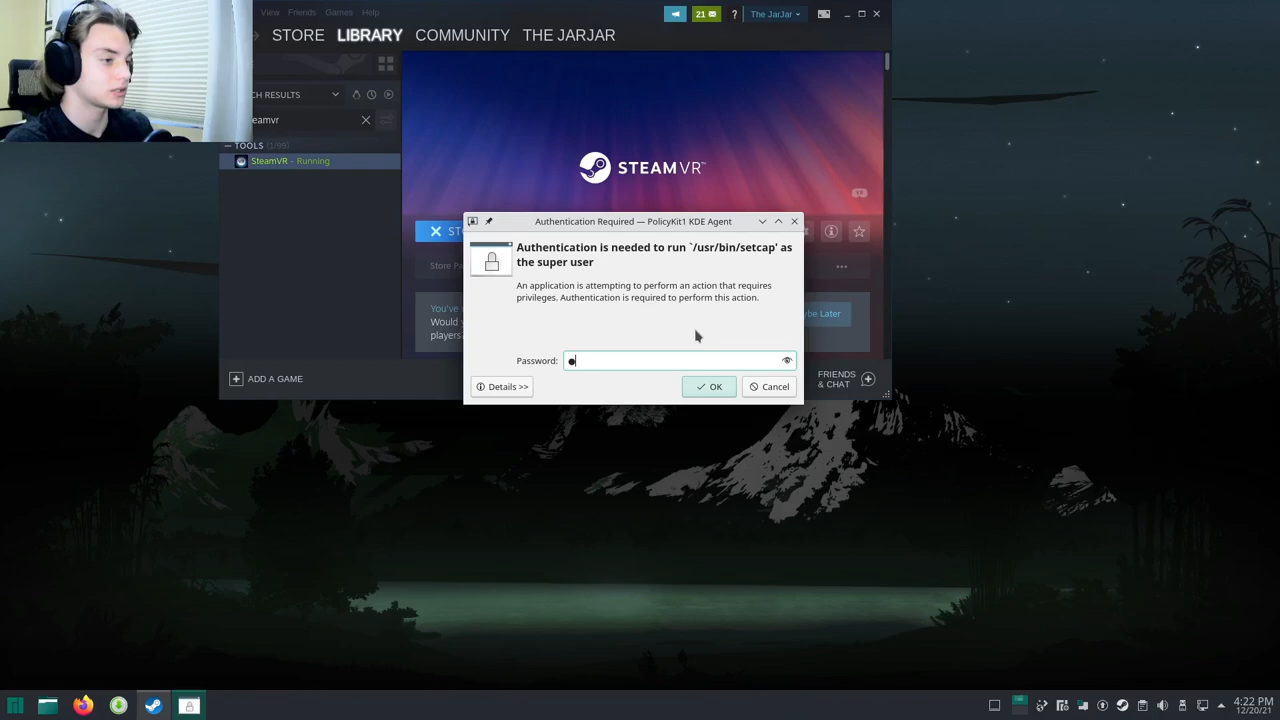 View Friends Games Help
21
?
The JarJar
STORE LIBRARY COMMUNITY THE JARJAR
CH RESULTS
eamvr
TOOLS (1/99)
SteamVR - Running
STEAMVR™
VR
ST
Store Pa
You've
Would
players?
ybe Later
Authentication Required — PolicyKit1 KDE Agent
Authentication is needed to run `/usr/bin/setcap' as
the super user
An application is attempting to perform an action that requires
privileges. Authentication is required to perform this action.
Password:
Details >>
OK
Cancel
ADD A GAME
FRIENDS
& CHAT
4:22 PM
12/20/21